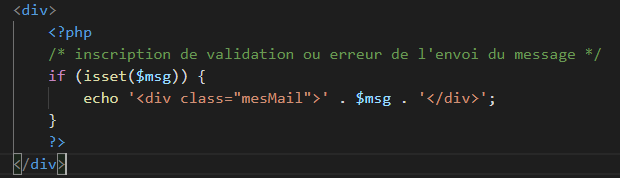 <div>
    <?php
    /* inscription de validation ou erreur de l'envoi du message */
    if (isset($msg)) {
        echo '<div class="mesMail">' . $msg . '</div>';
    }
    ?>
</div>